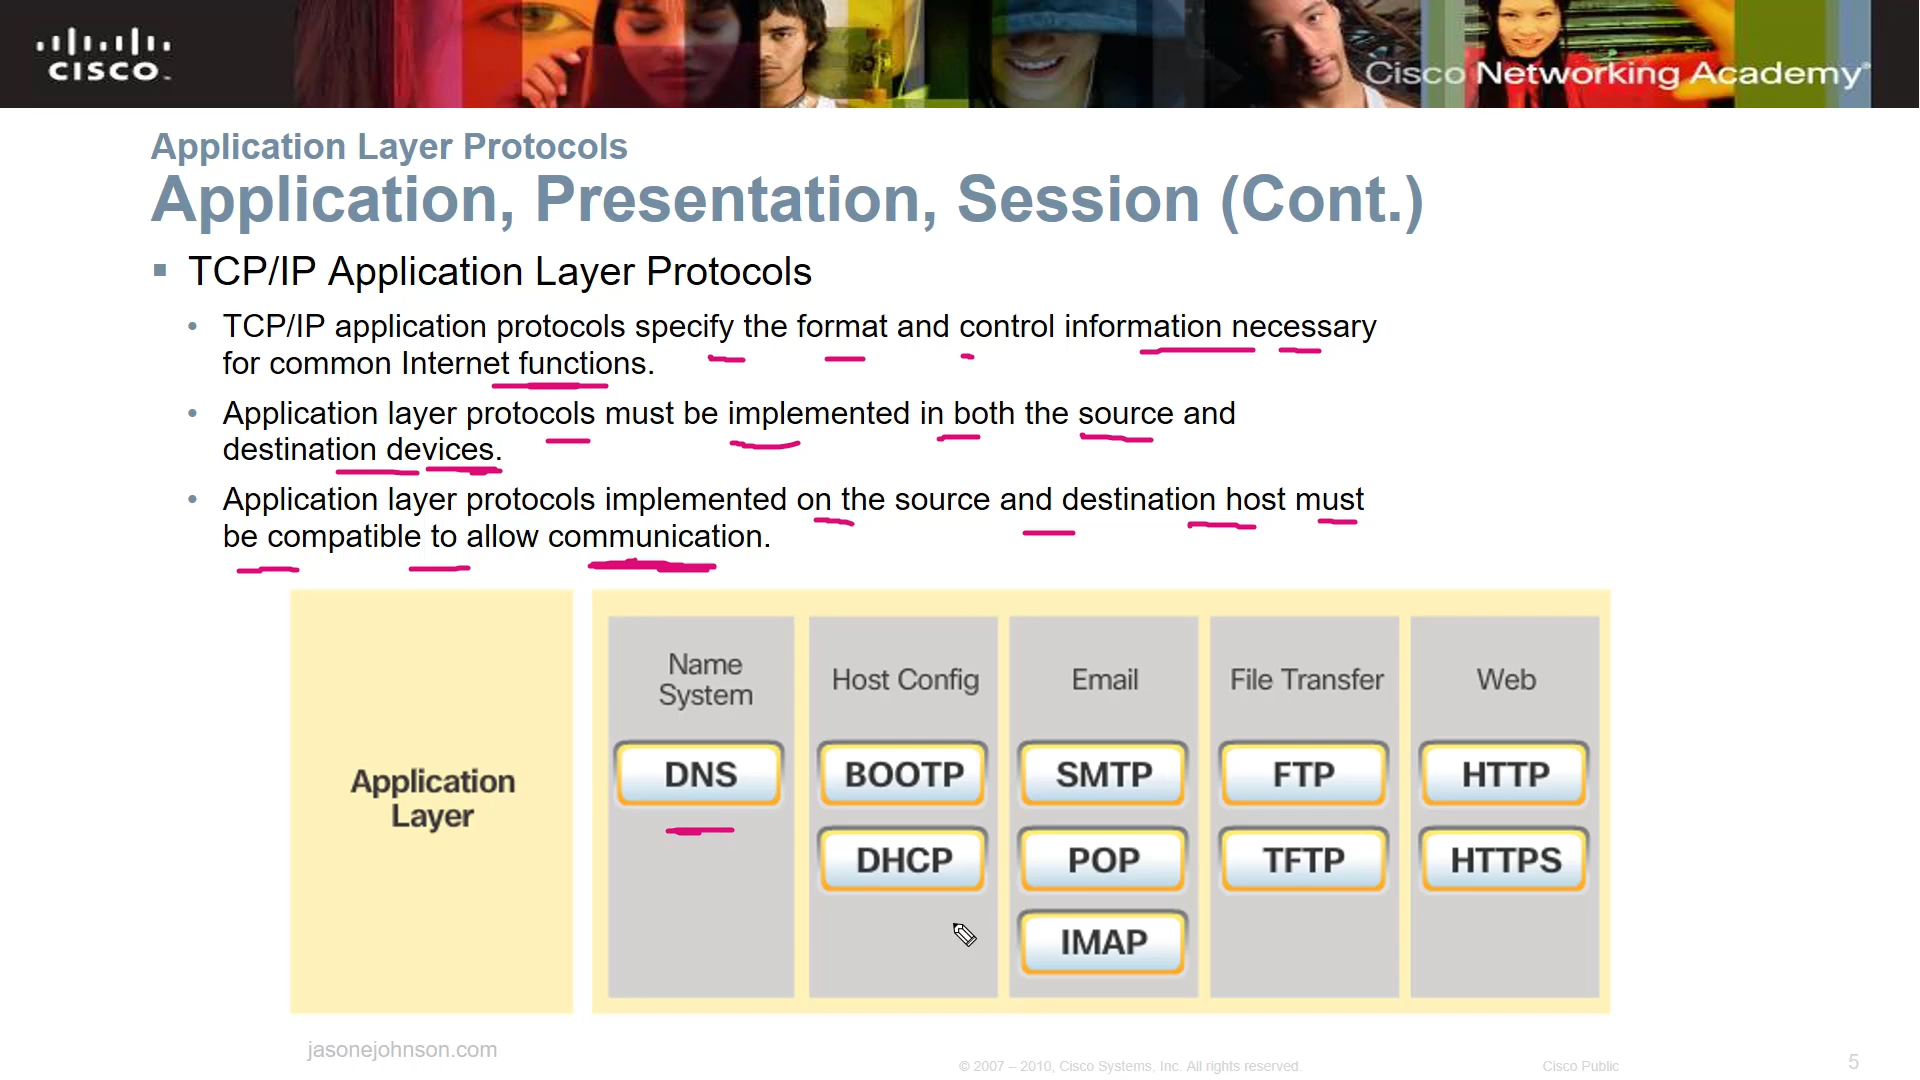 CISCO
Cisco Networking Academy®
Application Layer Protocols
Application, Presentation, Session (Cont.)
TCP/IP Application Layer Protocols
TCP/IP application protocols specify the format and control information necessary
for common Internet functions.
Application layer protocols must be implemented in both the source and
destination devices.
Application layer protocols implemented on the source and destination host must
be compatible to allow communication.
Application
Layer
Name
System
DNS
Host Config
BOOTP
DHCP
Email
SMTP
POP
IMAP
File Transfer
FTP
TFTP
Web
HTTP
HTTPS
jasonejohnson.com
© 2007 – 2010, Cisco Systems, Inc. All rights reserved.
Cisco Public
5